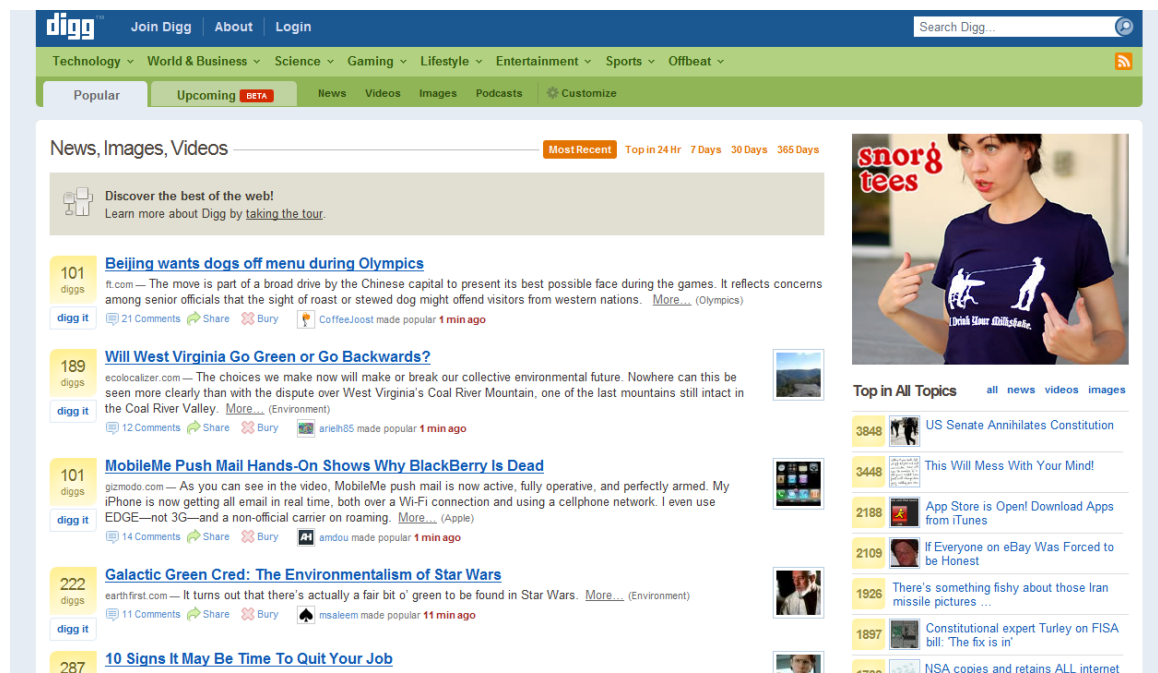 digg™
Join Digg About Login
Search Digg...
Technology World & Business Science Gaming Lifestyle Entertainment Sports Offbeat
Popular Upcoming BETA News Videos Images Podcasts Customize
News, Images, Videos
Most Recent Top in 24 Hr 7 Days 30 Days 365 Days
Discover the best of the web!
Learn more about Digg by taking the tour.
101
diggs
digg it
Beijing wants dogs off menu during Olympics
ft.com — The move is part of a broad drive by the Chinese capital to present its best possible face during the games. It reflects concerns
among senior officials that the sight of roast or stewed dog might offend visitors from western nations. More... (Olympics)
21 Comments Share Bury CoffeeJoost made popular 1 min ago
189
diggs
digg it
Will West Virginia Go Green or Go Backwards?
ecolocalizer.com — The choices we make now will make or break our collective environmental future. Nowhere can this be
seen more clearly than with the dispute over West Virginia's Coal River Mountain, one of the last mountains still intact in
the Coal River Valley. More... (Environment)
12 Comments Share Bury arielh85 made popular 1 min ago
101
diggs
digg it
MobileMe Push Mail Hands-On Shows Why BlackBerry Is Dead
gizmodo.com — As you can see in the video, MobileMe push mail is now active, fully operative, and perfectly armed. My
iPhone is now getting all email in real time, both over a Wi-Fi connection and using a cellphone network. I even use
EDGE—not 3G—and a non-official carrier on roaming. More... (Apple)
14 Comments Share Bury amdou made popular 1 min ago
222
diggs
digg it
Galactic Green Cred: The Environmentalism of Star Wars
earthfirst.com — It turns out that there's actually a fair bit o' green to be found in Star Wars. More... (Environment)
11 Comments Share Bury msaleem made popular 11 min ago
287
10 Signs It May Be Time To Quit Your Job
snorg
tees
I Drink Your Milkshake.
Top in All Topics all news videos images
3848 US Senate Annihilates Constitution
3448 This Will Mess With Your Mind!
2188 App Store is Open! Download Apps
from iTunes
2109 If Everyone on eBay Was Forced to
be Honest
1926 There's something fishy about those Iran
missile pictures ...
1897 Constitutional expert Turley on FISA
bill: 'The fix is in'
NSA copies and retains ALL internet